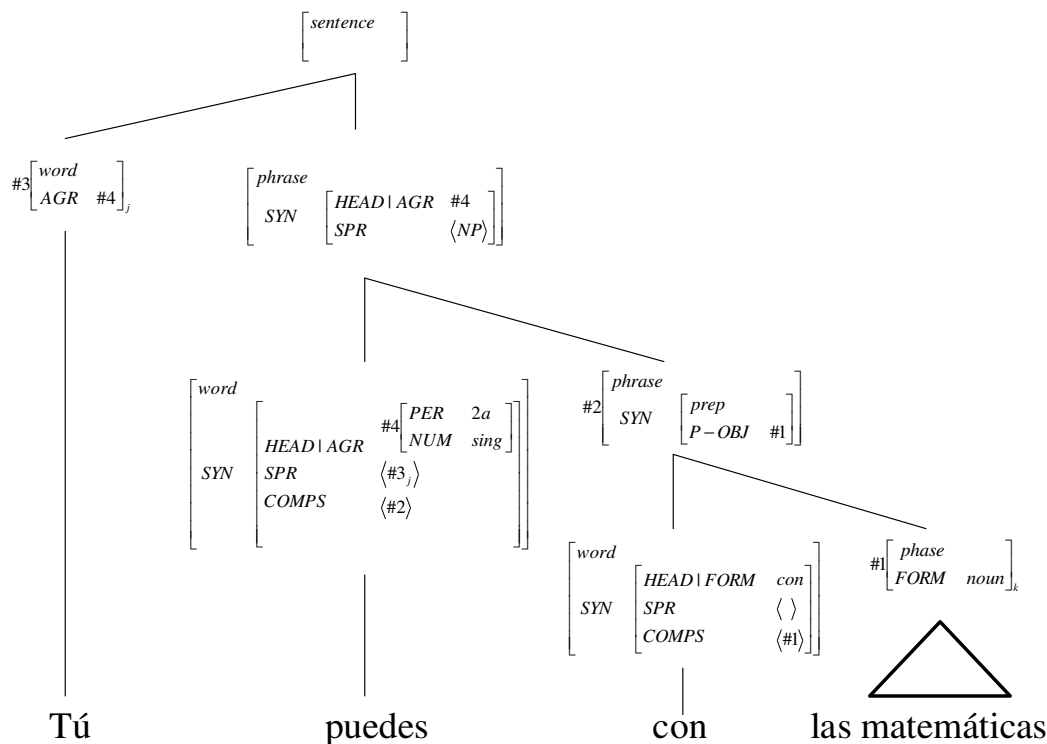 sentence
#3 word
AGR #4 j
phrase
SYN HEAD | AGR #4
SPR ⟨NP⟩
word
SYN HEAD | AGR #4 PER 2a
NUM sing
SPR ⟨#3j⟩
COMPS ⟨#2⟩
#2 phrase
SYN prep
P−OBJ #1
word
SYN HEAD | FORM con
SPR ⟨ ⟩
COMPS ⟨#1⟩
#1 phase
FORM noun k
Tú puedes con las matemáticas